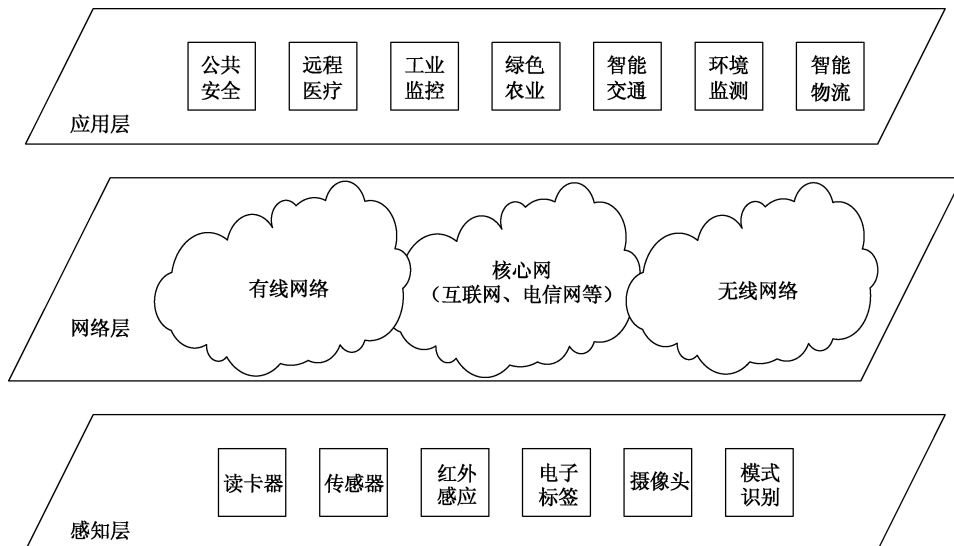 公共 远程 工业 绿色 智能 环境 智能
安全 医疗 监控 农业 交通 监测 物流
应用层
有线网络
核心网
（互联网、电信网等）
无线网络
网络层
读卡器
传感器
红外
感应
电子
标签
摄像头
模式
识别
感知层